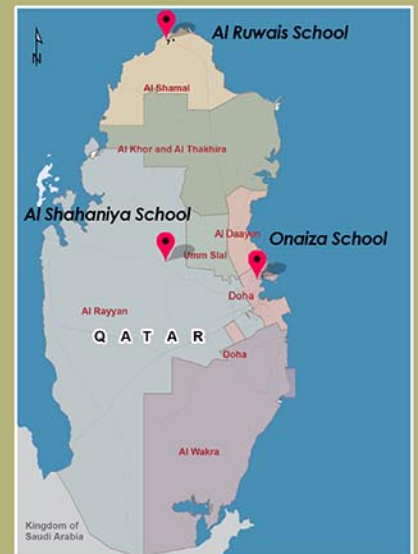 Al Ruwais School
N
Al Shamal
Al Khor and Al Thakhira
Al Shahaniya School
Al Daayen
Onaiza School
Umm Slal
Doha
Al Rayyan
QATAR
Doha
Al Wakra
Kingdom of
Saudi Arabia